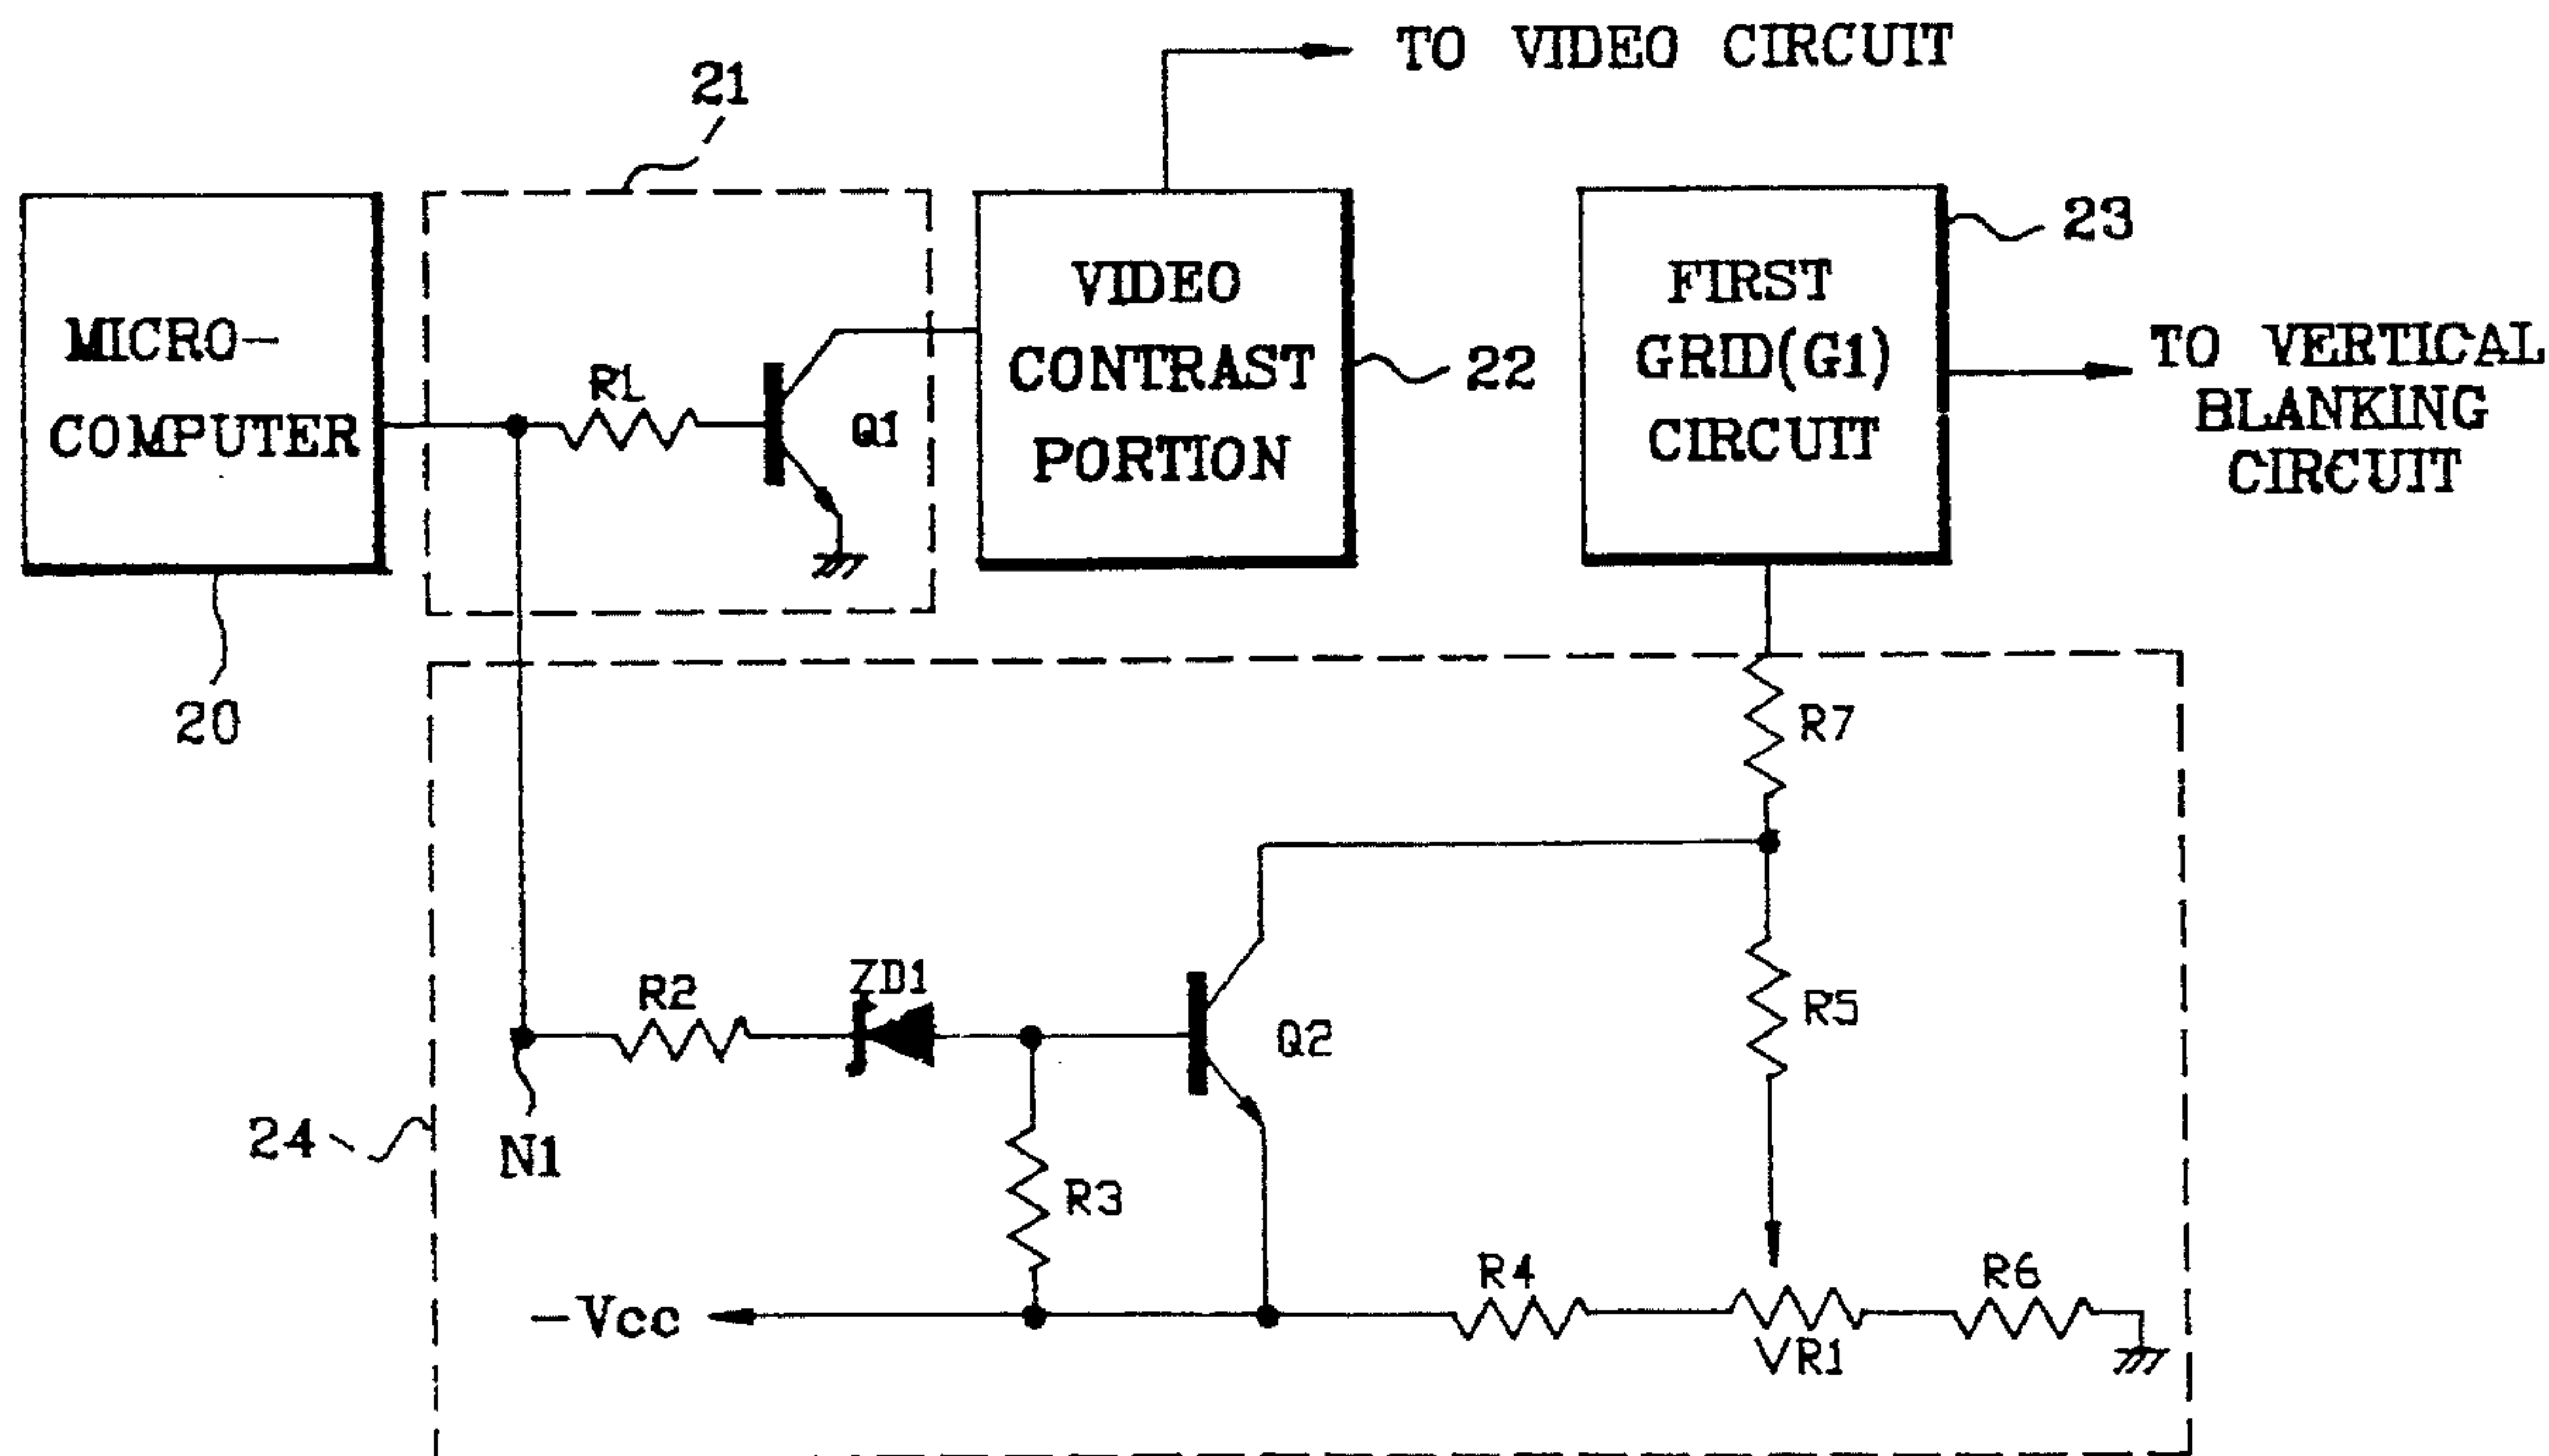 TO VIDEO CIRCUIT
21
23
MICRO-
COMPUTER
R1
Q1
VIDEO
CONTRAST
PORTION
22
FIRST
GRID(G1)
CIRCUIT
TO VERTICAL
BLANKING
CIRCUIT
20
R7
R2
ZD1
Q2
R5
24
N1
R3
-Vcc
R4
VR1
R6